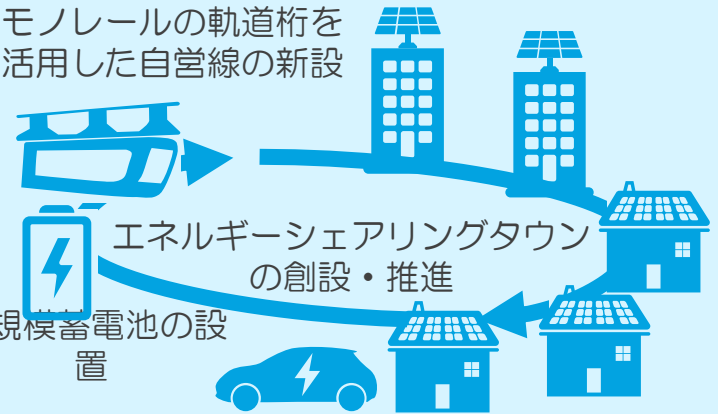 モノレールの軌道桁を
活用した自営線の新設
エネルギーシェアリングタウン
の創設・推進
規模蓄電池の設
置